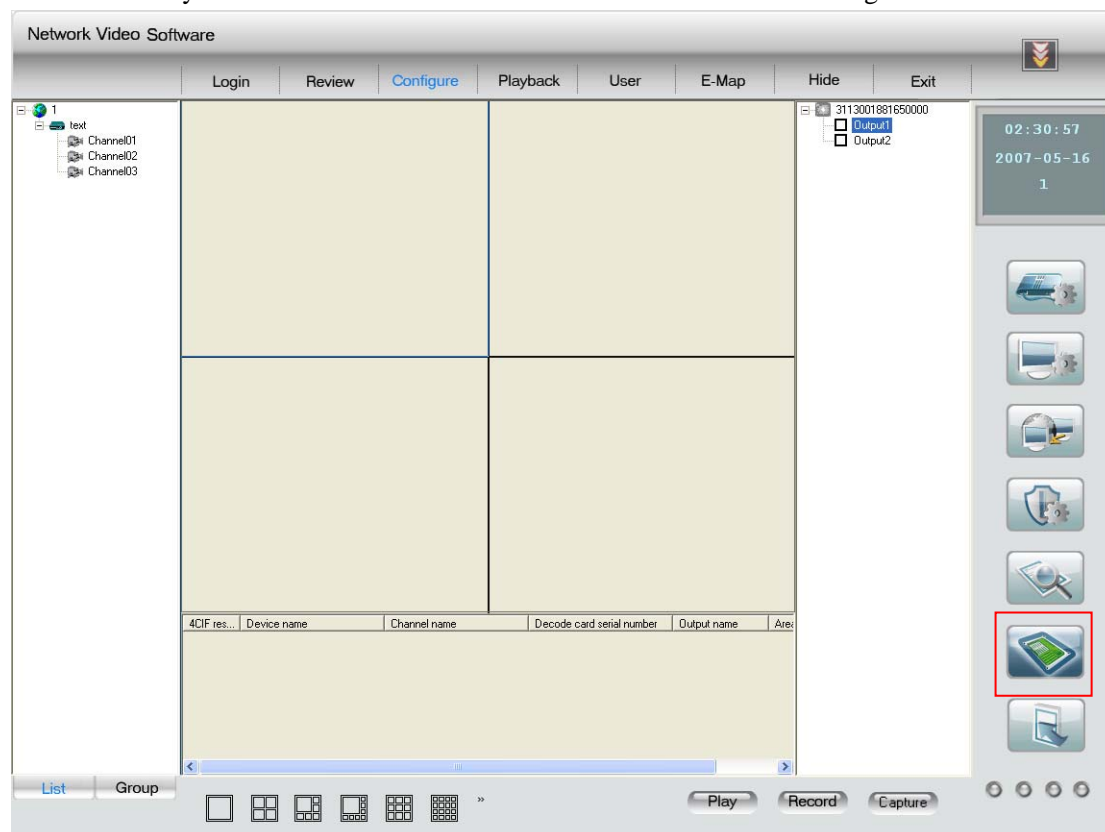 Network Video Software
Login Review Configure Playback User E-Map Hide Exit
1
text
Channel01
Channel02
Channel03
3113001881650000
Output1
Output2
02:30:57
2007-05-16
1
4CIF res... Device name Channel name Decode card serial number Output name Area
List Group
»
Play Record Capture